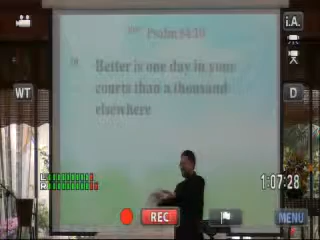 Psalm 84:10
10 Better is one day in your
courts than a thousand
elsewhere
i.A.
WT
D
L
R
1:07:28
REC
MENU